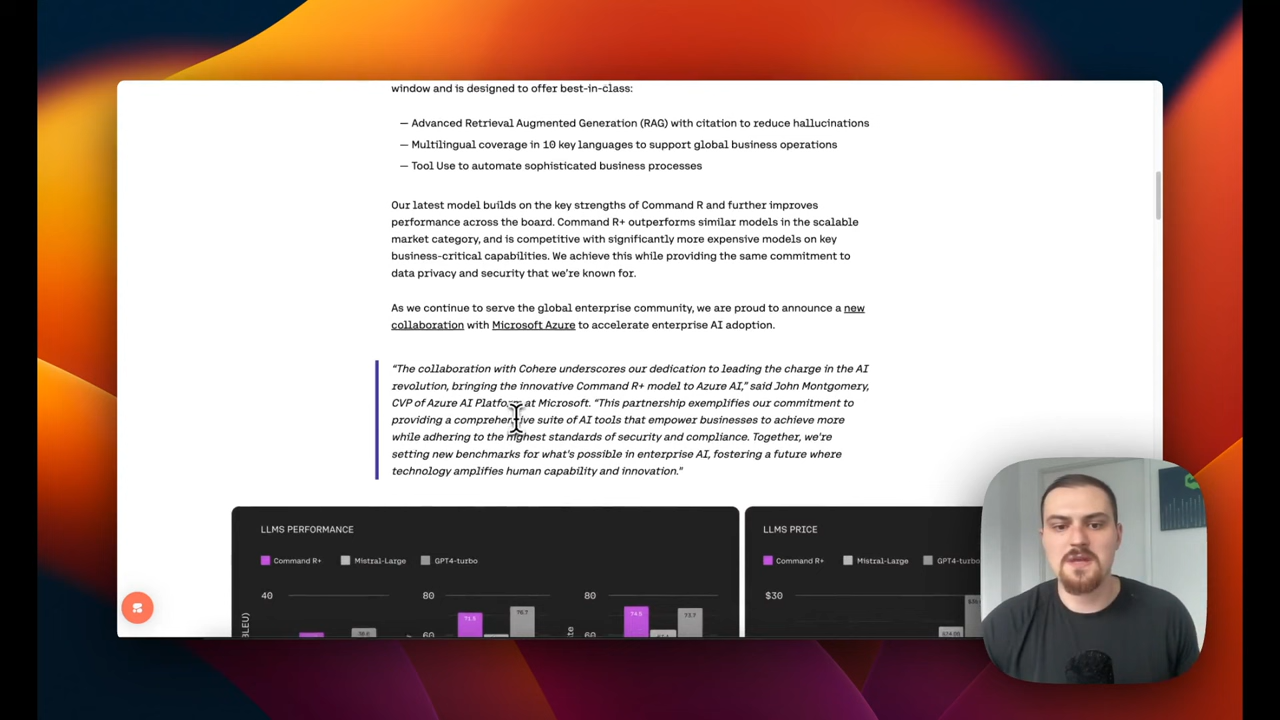 window and is designed to offer best-in-class:
— Advanced Retrieval Augmented Generation (RAG) with citation to reduce hallucinations
— Multilingual coverage in 10 key languages to support global business operations
— Tool Use to automate sophisticated business processes
Our latest model builds on the key strengths of Command R and further improves
performance across the board. Command R+ outperforms similar models in the scalable
market category, and is competitive with significantly more expensive models on key
business-critical capabilities. We achieve this while providing the same commitment to
data privacy and security that we're known for.
As we continue to serve the global enterprise community, we are proud to announce a new
collaboration with Microsoft Azure to accelerate enterprise AI adoption.
“The collaboration with Cohere underscores our dedication to leading the charge in the AI
revolution, bringing the innovative Command R+ model to Azure AI,” said John Montgomery,
CVP of Azure AI Platform at Microsoft. “This partnership exemplifies our commitment to
providing a comprehensive suite of AI tools that empower businesses to achieve more
while adhering to the highest standards of security and compliance. Together, we're
setting new benchmarks for what's possible in enterprise AI, fostering a future where
technology amplifies human capability and innovation.”
LLMS PERFORMANCE
Command R+ Mistral-Large GPT4-turbo
40 80 80
71.5 78.7 74.5 73.7
60 60
(BLEU)
LLMS PRICE
Command R+ Mistral-Large GPT4-turbo
$30